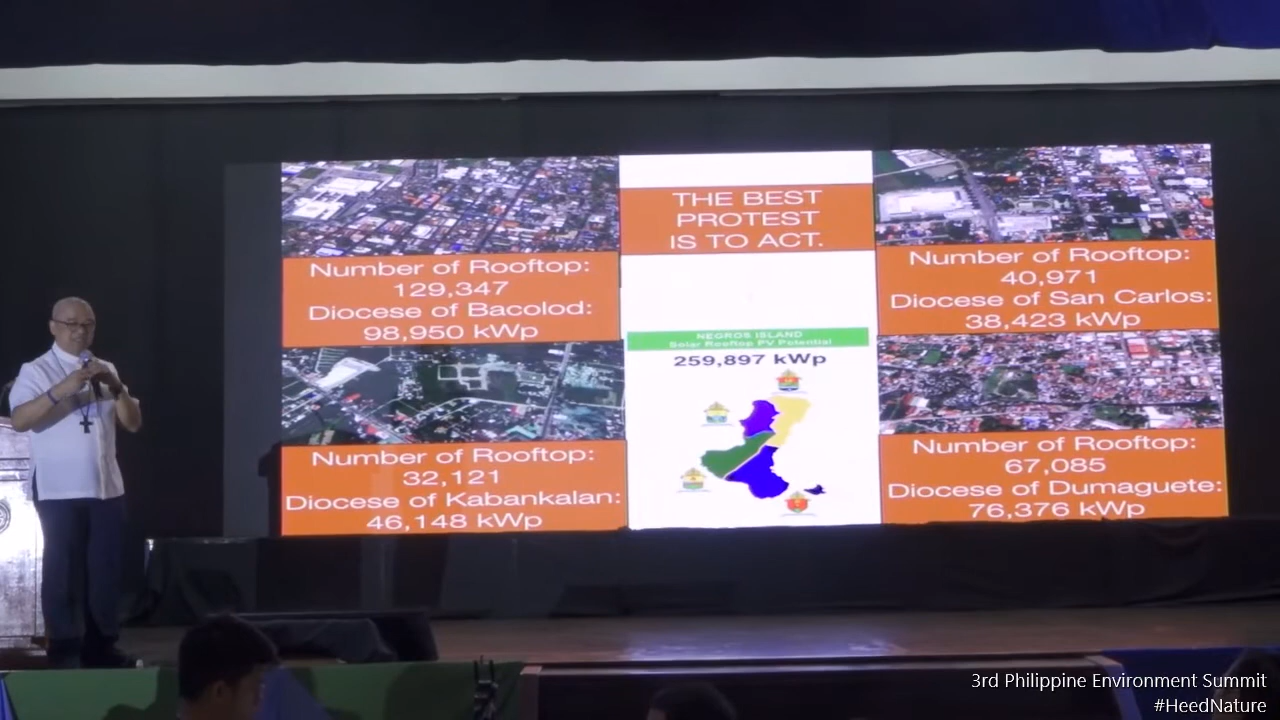 THE BEST
PROTEST
IS TO ACT.
Number of Rooftop:
129,347
Diocese of Bacolod:
98,950 kWp
Number of Rooftop:
40,971
Diocese of San Carlos:
38,423 kWp
NEGROS ISLAND
Solar Rooftop PV Potential
259,897 kWp
Number of Rooftop:
32,121
Diocese of Kabankalan:
46,148 kWp
Number of Rooftop:
67,085
Diocese of Dumaguete:
76,376 kWp
3rd Philippine Environment Summit
#HeedNature